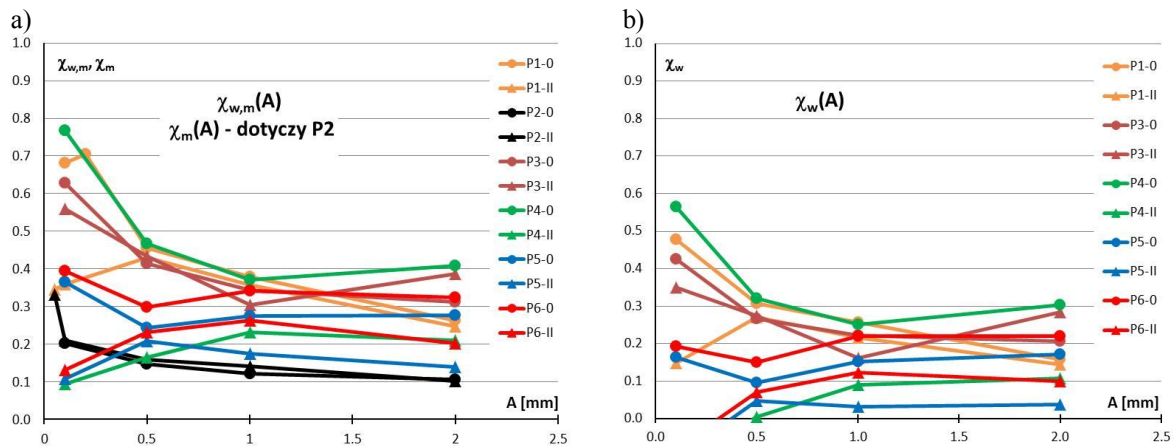 a)
χw,m, χm
χw,m(A)
χm(A) - dotyczy P2
1.0
0.9
0.8
0.7
0.6
0.5
0.4
0.3
0.2
0.1
0.0
0
0.5
1
1.5
2
2.5
A [mm]
P1-0
P1-II
P2-0
P2-II
P3-0
P3-II
P4-0
P4-II
P5-0
P5-II
P6-0
P6-II
b)
χw
χw(A)
1.0
0.9
0.8
0.7
0.6
0.5
0.4
0.3
0.2
0.1
0.0
0.0
0.5
1.0
1.5
2.0
2.5
A [mm]
P1-0
P1-II
P3-0
P3-II
P4-0
P4-II
P5-0
P5-II
P6-0
P6-II